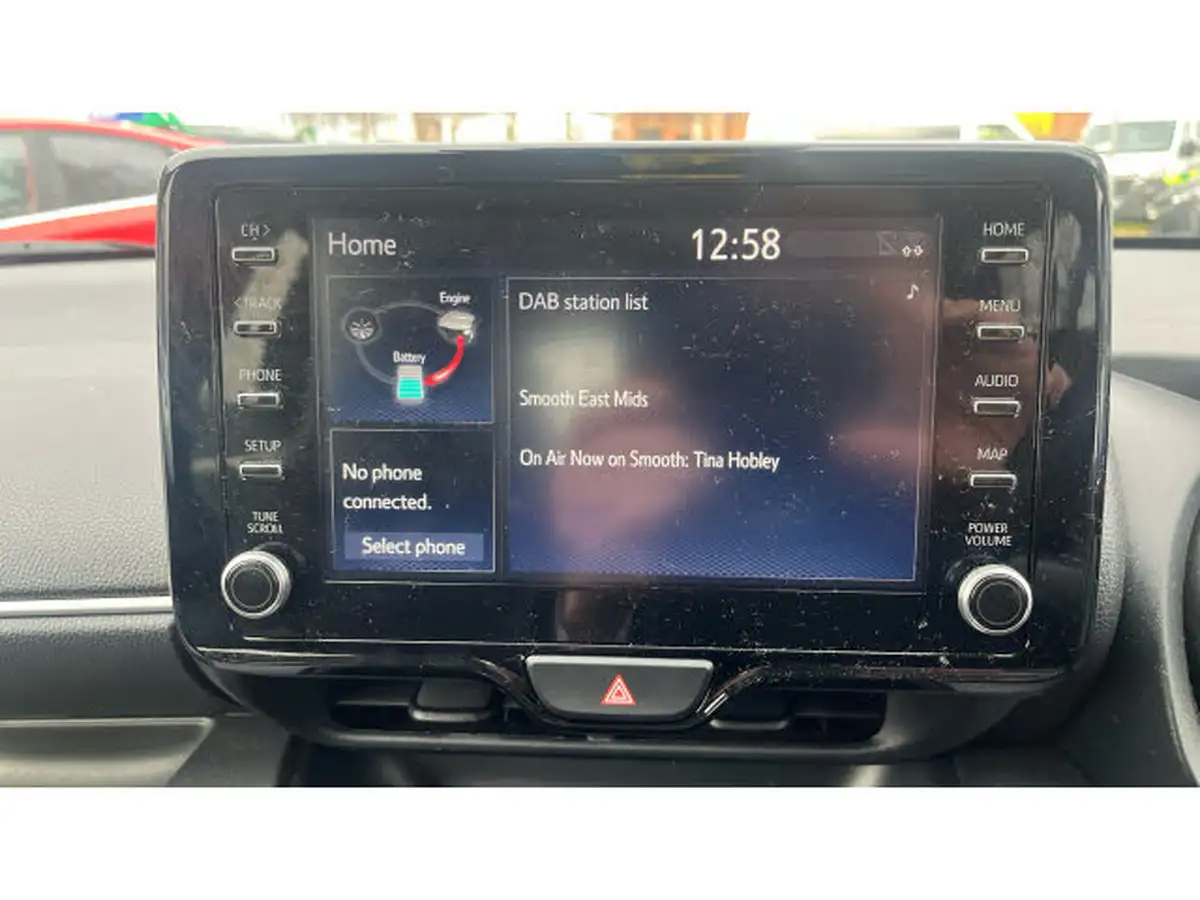 CH>
<TRACK
PHONE
SETUP
TUNE
SCROLL
Home
12:58
Engine
Battery
No phone
connected.
Select phone
DAB station list
Smooth East Mids
On Air Now on Smooth: Tina Hobley
HOME
MENU
AUDIO
MAP
POWER
VOLUME